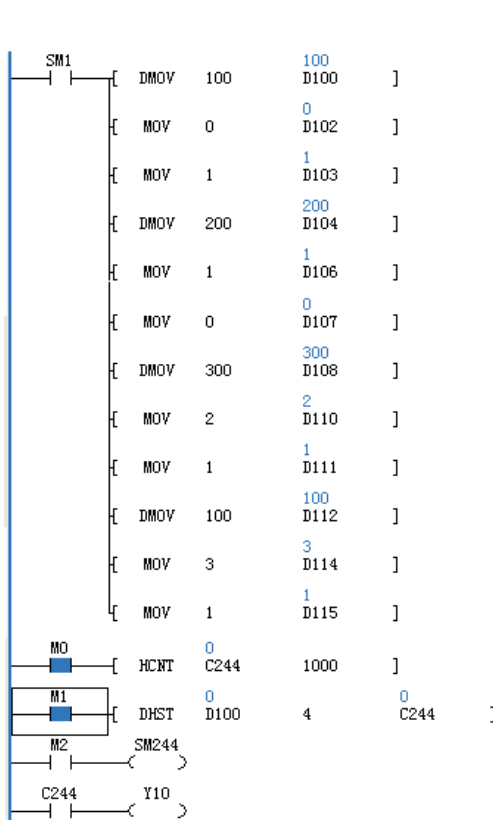 SM1
100
[ DMOV 100 D100 ]
0
[ MOV 0 D102 ]
1
[ MOV 1 D103 ]
200
[ DMOV 200 D104 ]
1
[ MOV 1 D106 ]
0
[ MOV 0 D107 ]
300
[ DMOV 300 D108 ]
2
[ MOV 2 D110 ]
1
[ MOV 1 D111 ]
100
[ DMOV 100 D112 ]
3
[ MOV 3 D114 ]
1
[ MOV 1 D115 ]
M0 0
[ HCNT C244 1000 ]
M1 0 0
[ DHST D100 4 C244 ]
M2 SM244
C244 Y10